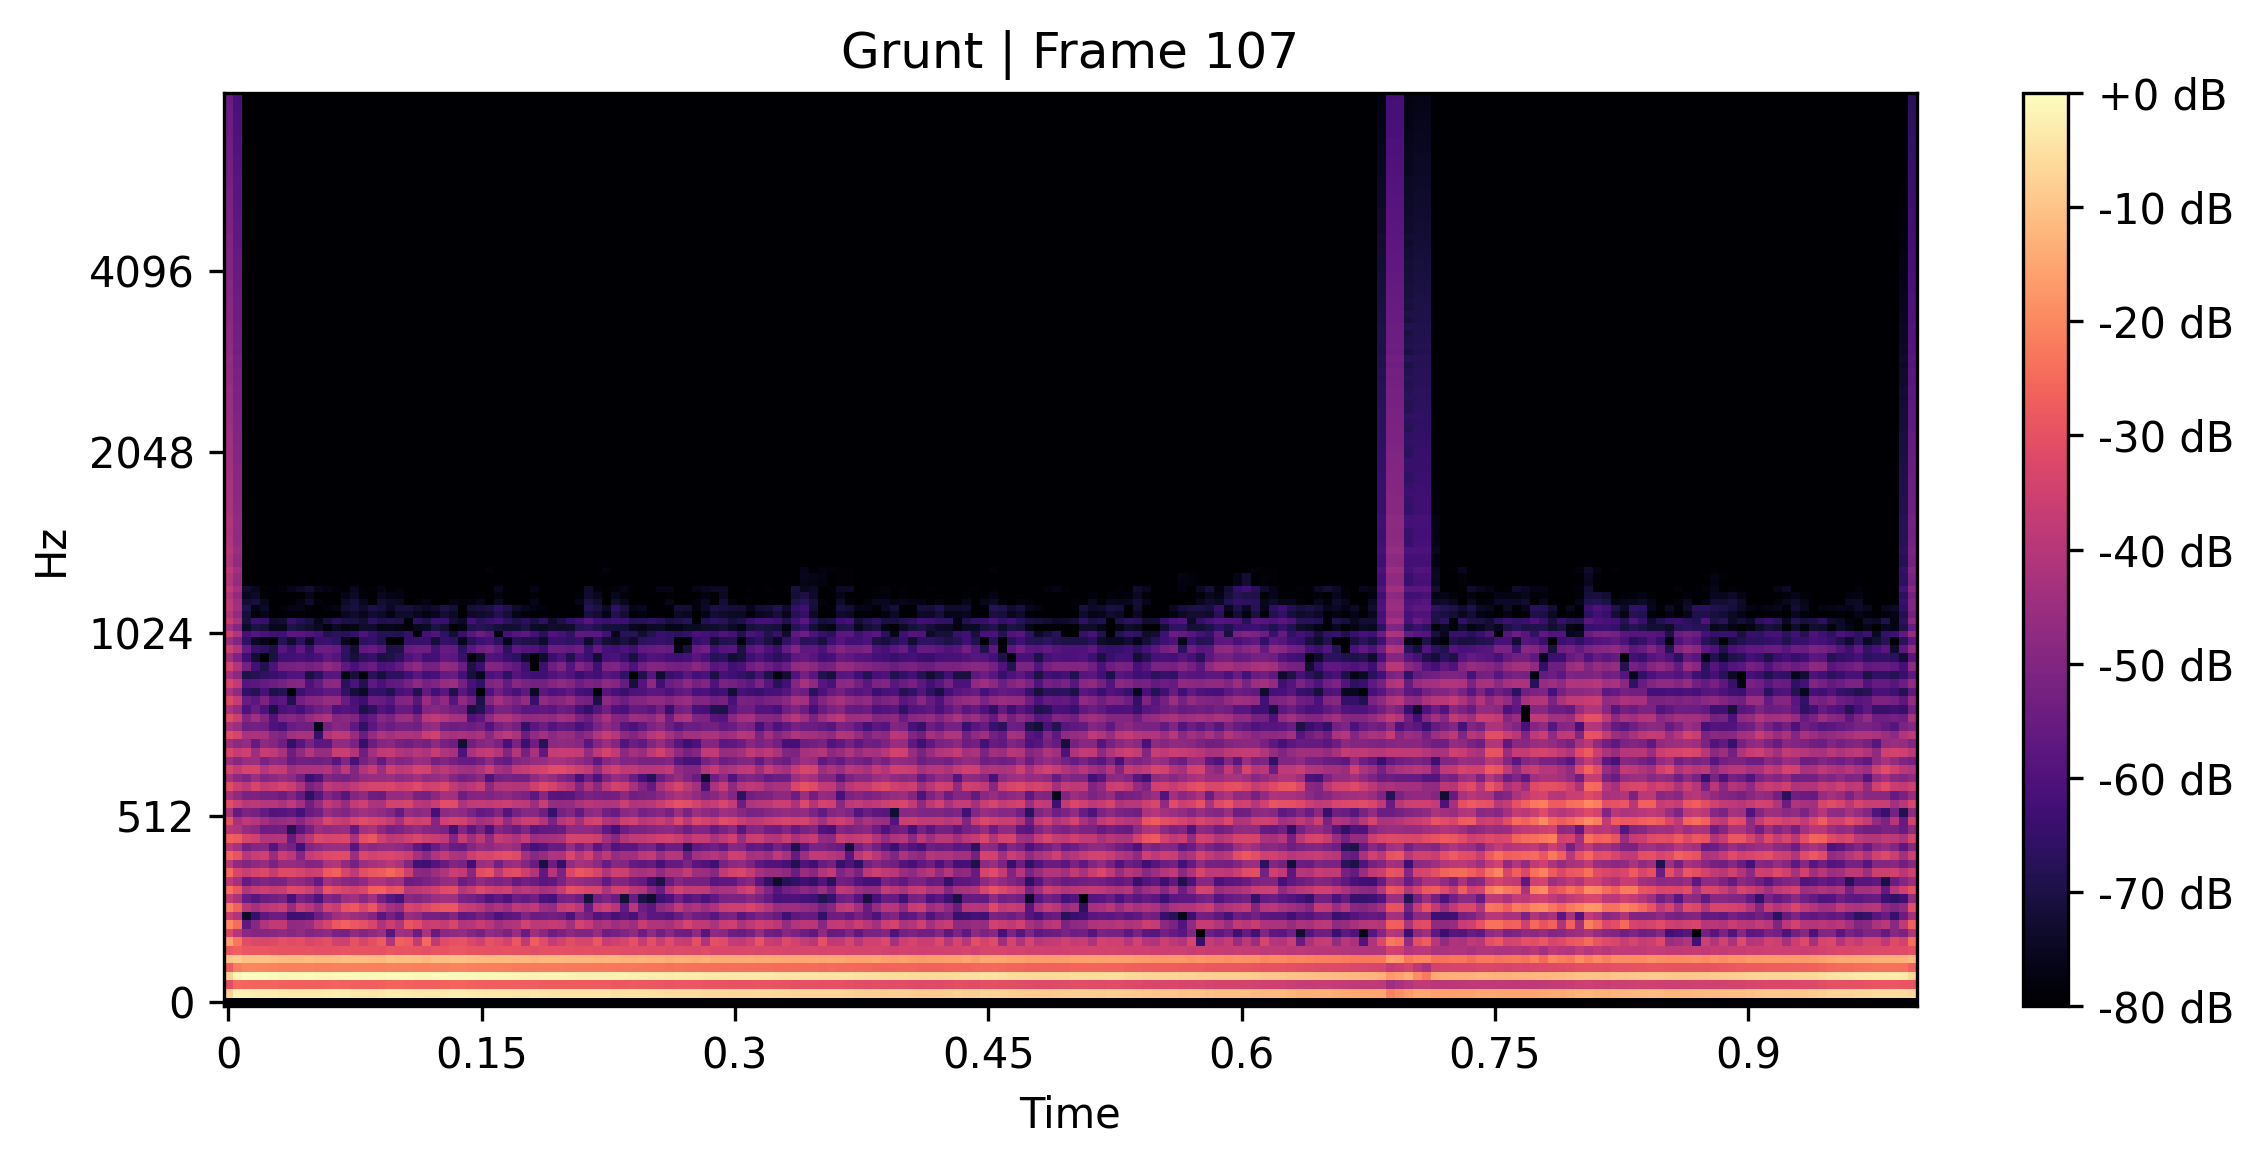 Grunt | Frame 107
+0 dB
-10 dB
-20 dB
-30 dB
-40 dB
-50 dB
-60 dB
-70 dB
-80 dB
Hz
4096
2048
1024
512
0
0 0.15 0.3 0.45 0.6 0.75 0.9
Time